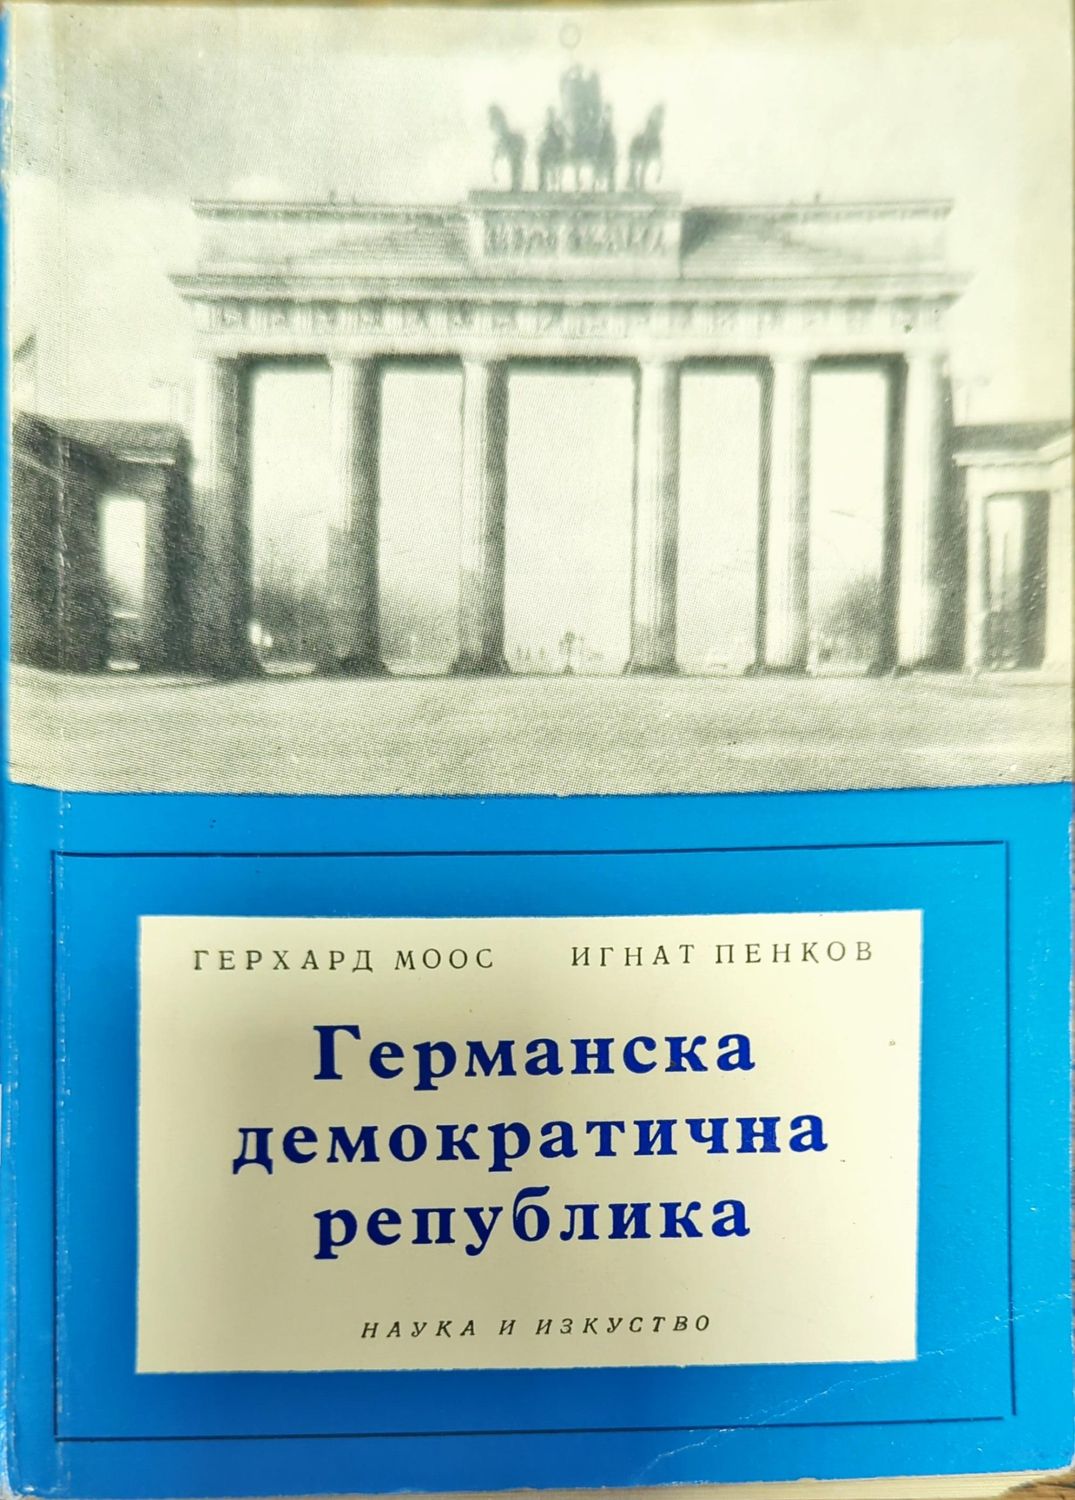 ГЕРХАРД МООС ИГНАТ ПЕНКОВ
Германска
демократична
република
НАУКА И ИЗКУСТВО